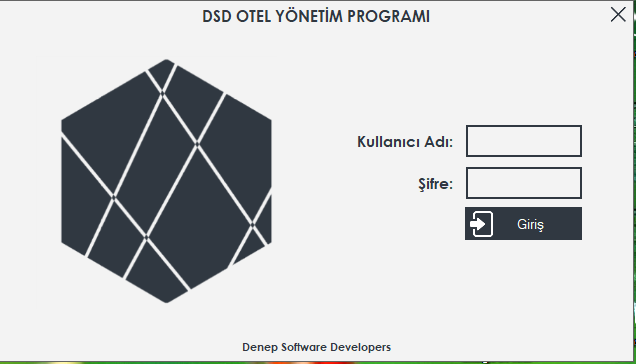 DSD OTEL YÖNETİM PROGRAMI
Kullanıcı Adı:
Şifre:
Giriş
Denep Software Developers